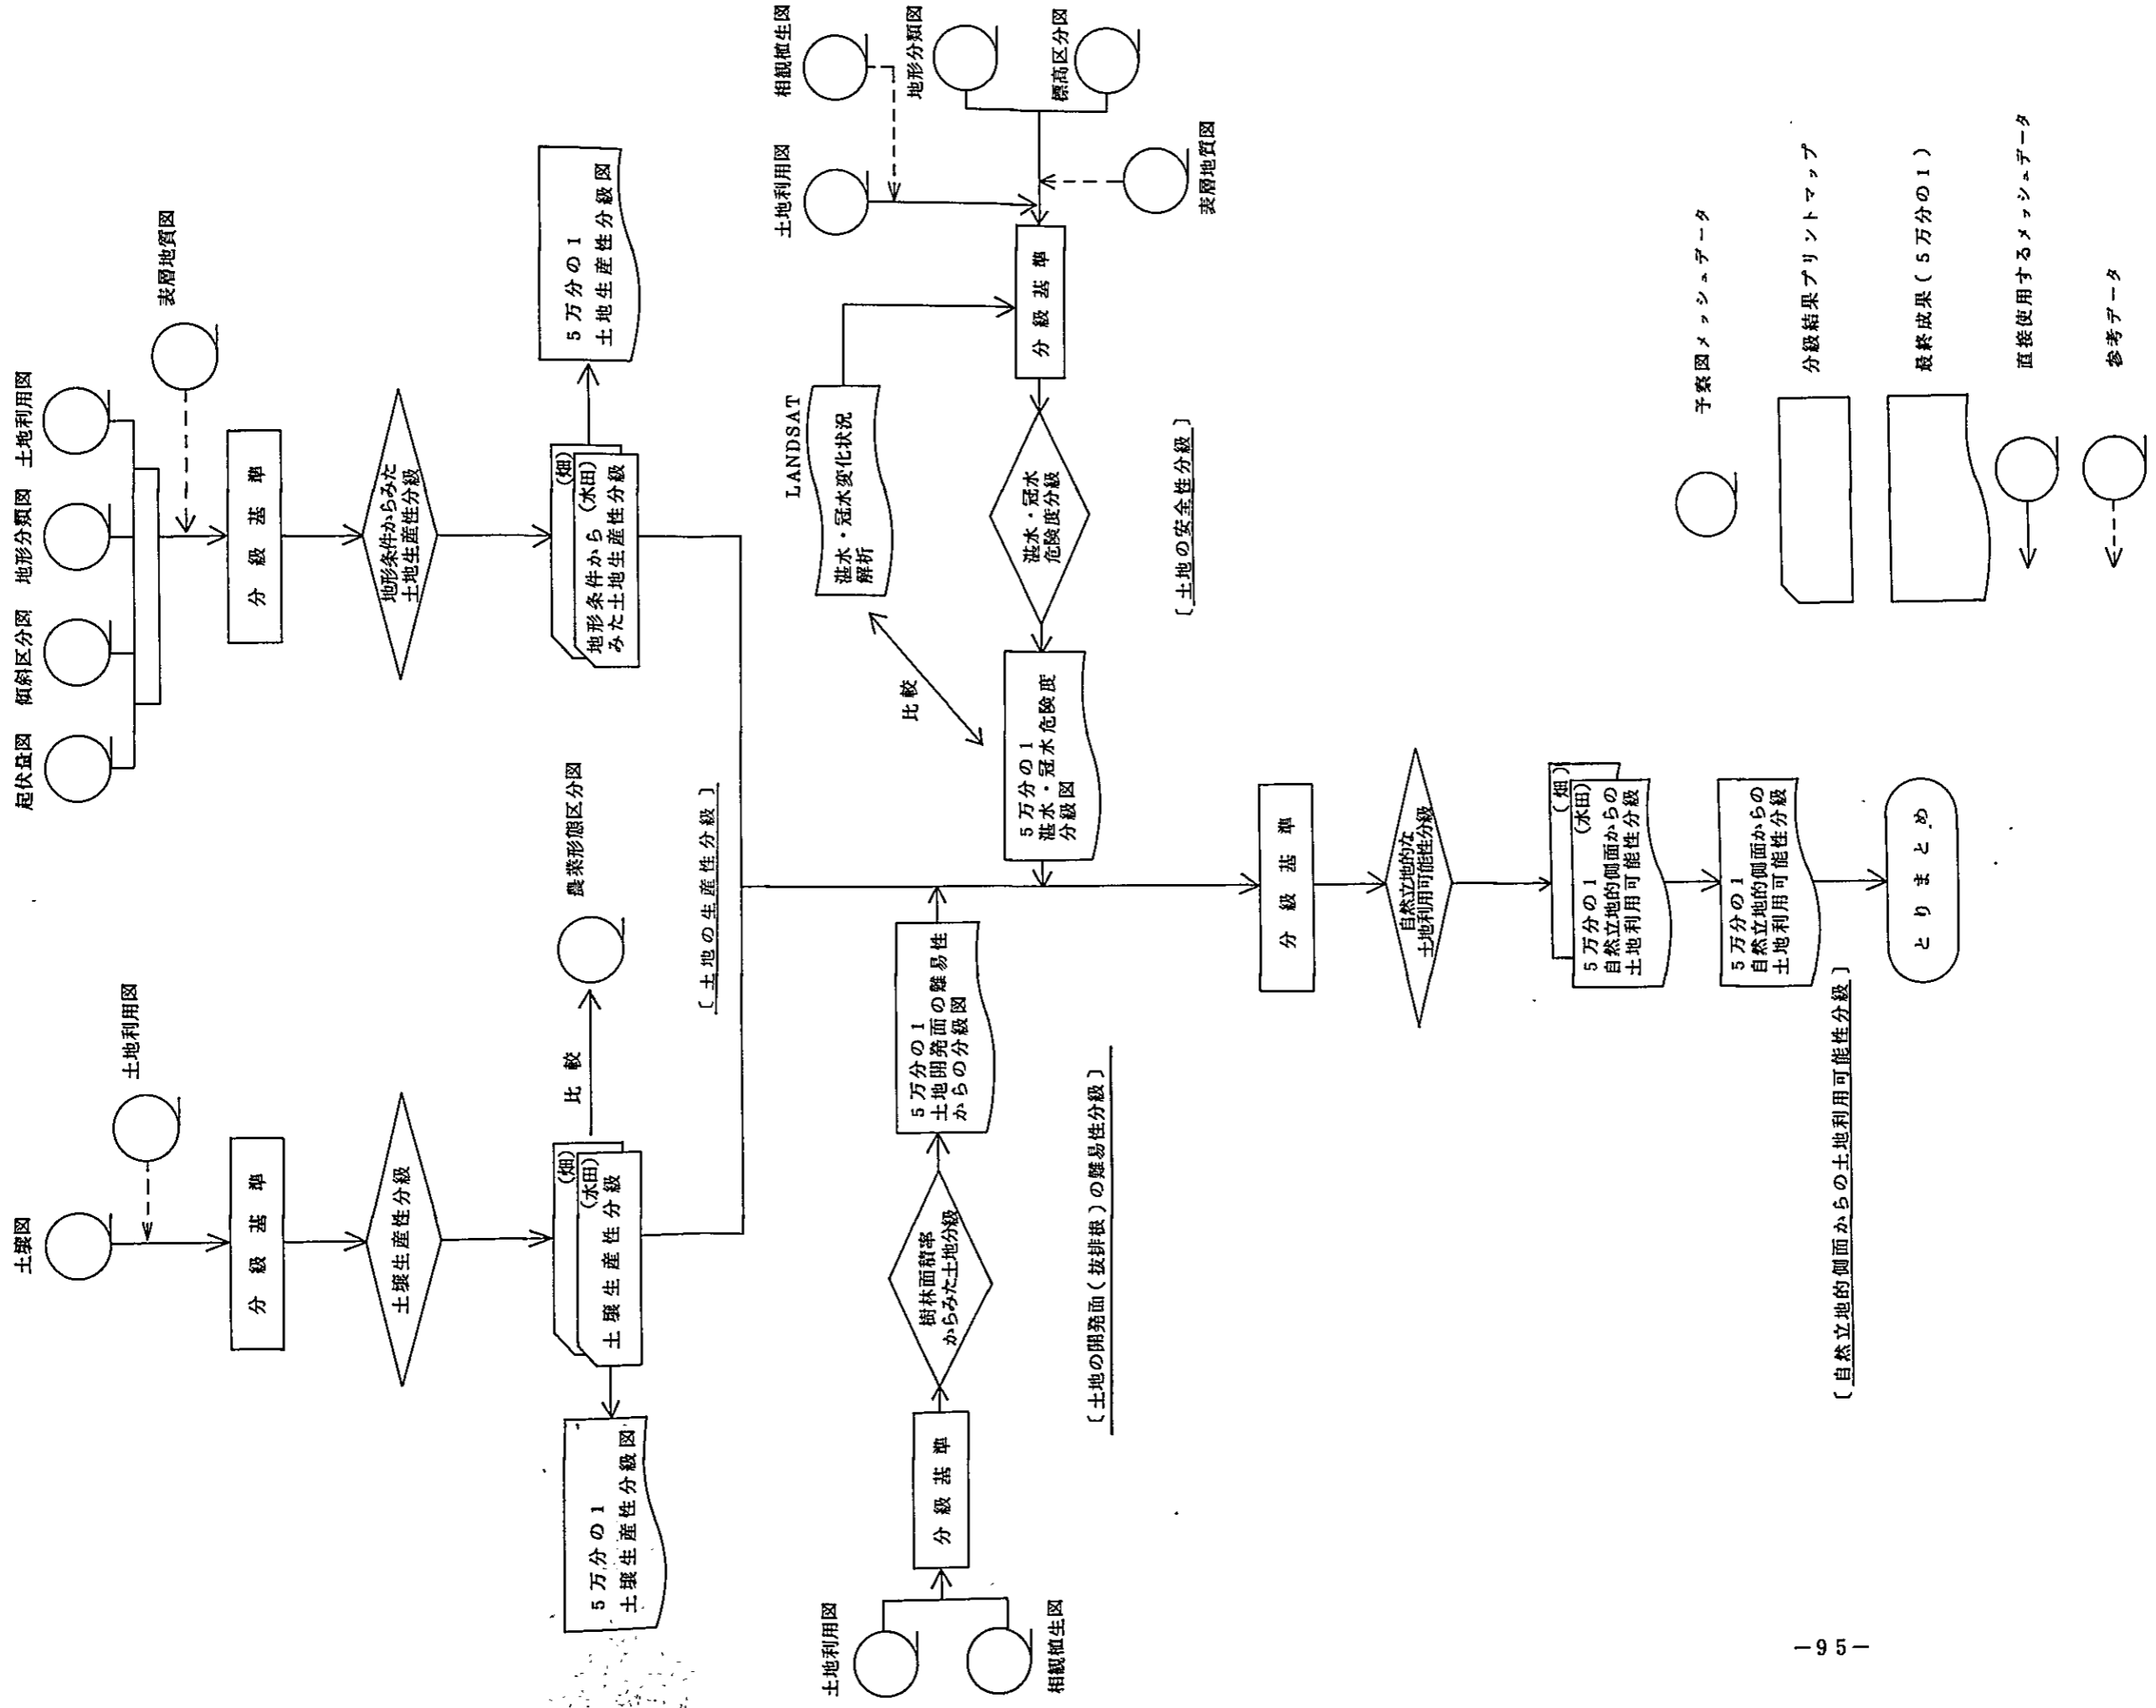 土壌図
土地利用図
分級基準
土壌生産性分級
(畑)
(水田)
土壌生産性分級
5万分の1
土壌生産性分級図
比較
農業形態区分図
起伏量図
傾斜区分図
地形分類図
土地利用図
表層地質図
分級基準
地形条件からみた
土地生産性分級
(畑)
(水田)
地形条件から
みた土地生産性分級
5万分の1
土地生産性分級図
〔土地の生産性分級〕
土地利用図
相観植生図
分級基準
樹林面積率
からみた土地分級
5万分の1
土地開発面の難易性
からの分級図
〔土地の開発面(抜排根)の難易性分級〕
相観植生図
土地利用図
地形分類図
標高区分図
表層地質図
分級基準
LANDSAT
湛水・冠水変化状況
解析
湛水・冠水
危険度分級
比較
5万分の1
湛水・冠水危険度
分級図
〔土地の安全性分級〕
分級基準
自然立地的な
土地利用可能性分級
(畑)
(水田)
5万分の1
自然立地的側面からの
土地利用可能性分級
5万分の1
自然立地的側面からの
土地利用可能性分級
とりまとめ
〔自然立地的側面からの土地利用可能性分級〕
予察図メッシュデータ
分級結果プリントマップ
最終成果(5万分の1)
直接使用するメッシュデータ
参考データ
-95-